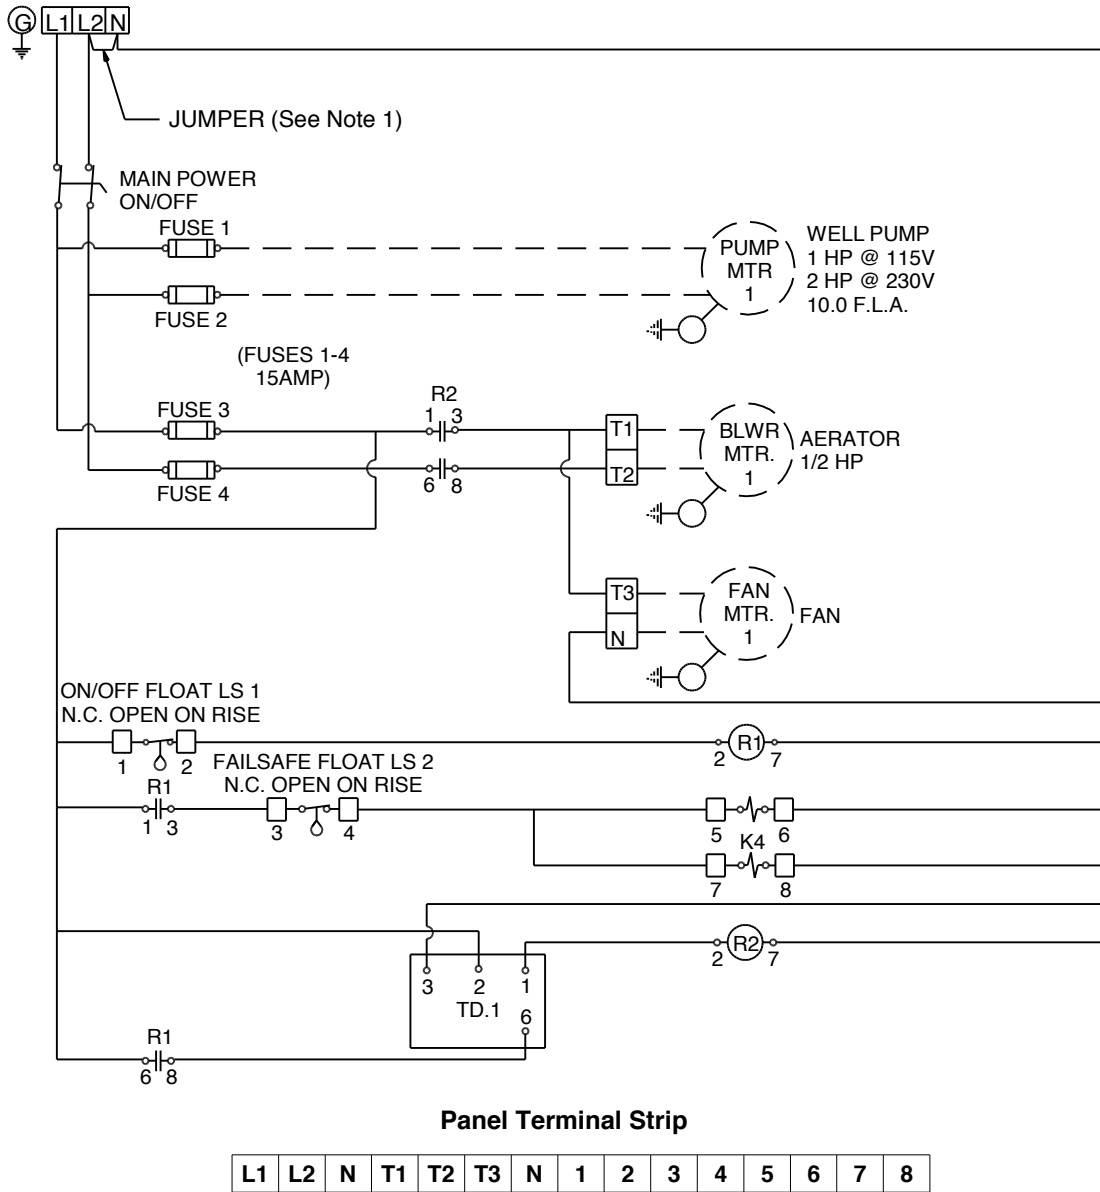 G L1 L2 N
JUMPER (See Note 1)
MAIN POWER
ON/OFF
FUSE 1
PUMP
MTR
1
WELL PUMP
1 HP @ 115V
2 HP @ 230V
10.0 F.L.A.
FUSE 2
(FUSES 1-4
15AMP)
R2
FUSE 3
1 3
T1
BLWR
MTR.
1
AERATOR
1/2 HP
T2
6 8
FUSE 4
T3
N
FAN
MTR.
1
FAN
ON/OFF FLOAT LS 1
N.C. OPEN ON RISE
1 2
R1
2 7
FAILSAFE FLOAT LS 2
N.C. OPEN ON RISE
R1
1 3
3 4
5 6
K4
7 8
R2
2 7
3 2 1
TD.1
6
R1
6 8
Panel Terminal Strip
L1 L2 N T1 T2 T3 N 1 2 3 4 5 6 7 8